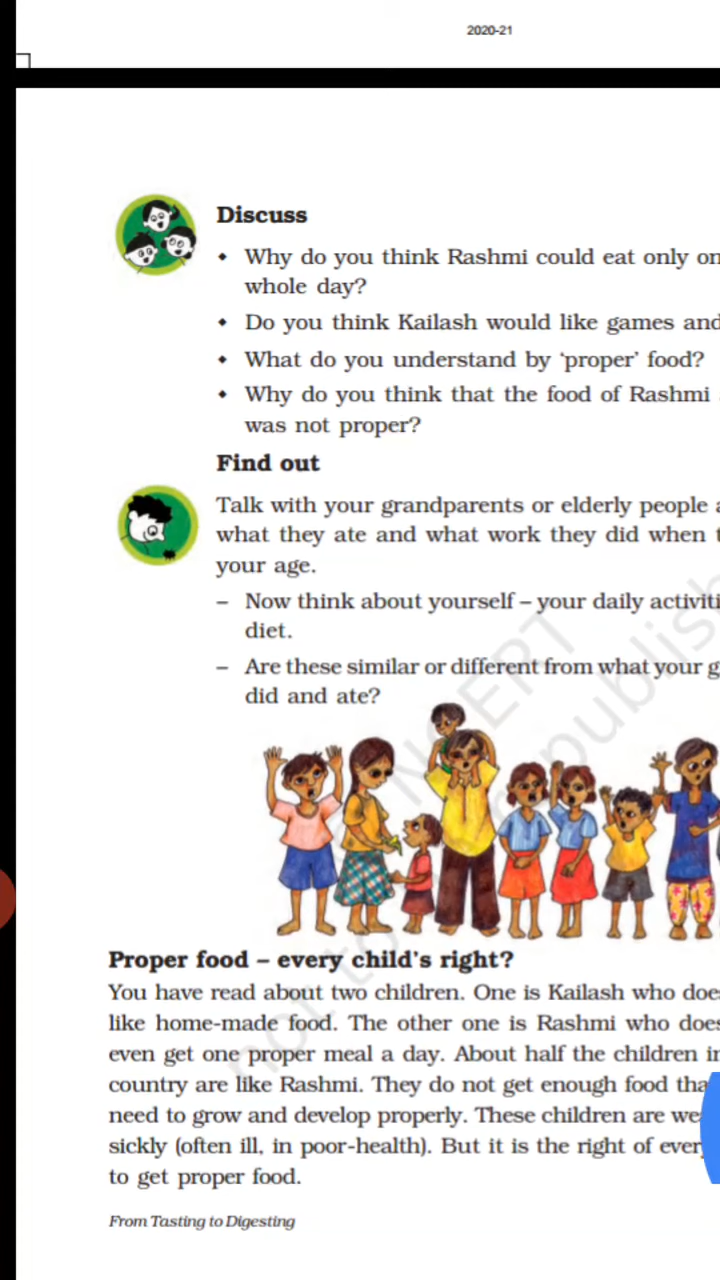 2020-21
Discuss
• Why do you think Rashmi could eat only
whole day?
• Do you think Kailash would like games and
• What do you understand by ‘proper’ food?
• Why do you think that the food of Rashmi
was not proper?
Find out
Talk with your grandparents or elderly people
what they ate and what work they did when
your age.
– Now think about yourself – your daily
diet.
– Are these similar or different from what your
did and ate?
NCERT
not to
republish
Proper food – every child's right?
You have read about two children. One is Kailash who
like home-made food. The other one is Rashmi who
even get one proper meal a day. About half the children
country are like Rashmi. They do not get enough food
need to grow and develop properly. These children are
sickly (often ill, in poor-health). But it is the right of
to get proper food.
From Tasting to Digesting